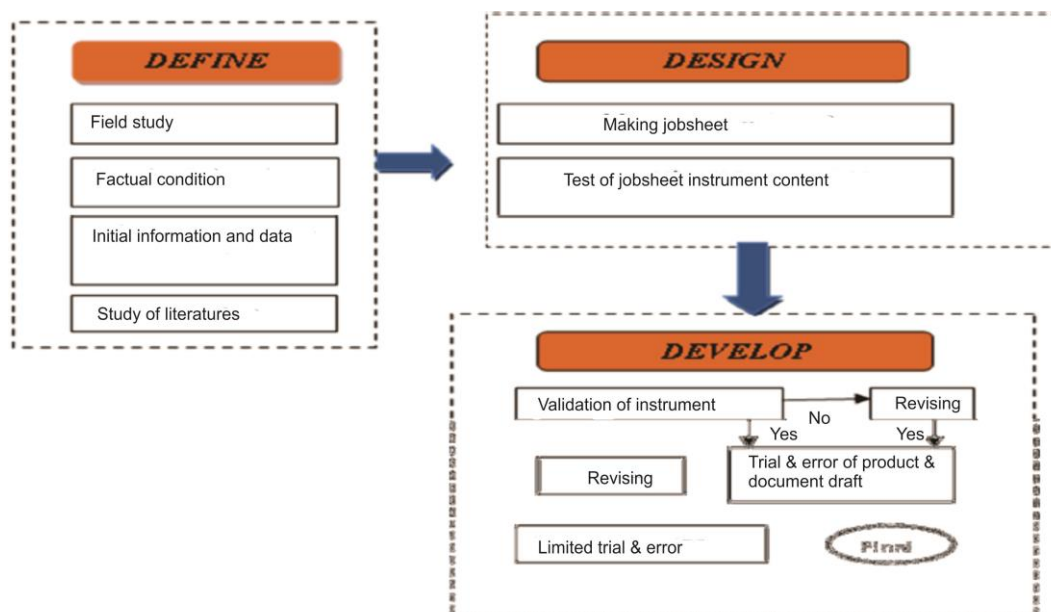 DEFINE
Field study
Factual condition
Initial information and data
Study of literatures
DESIGN
Making jobsheet
Test of jobsheet instrument content
DEVELOP
Validation of instrument
No
Revising
Yes
Yes
Trial & error of product &
document draft
Revising
Limited trial & error
Final